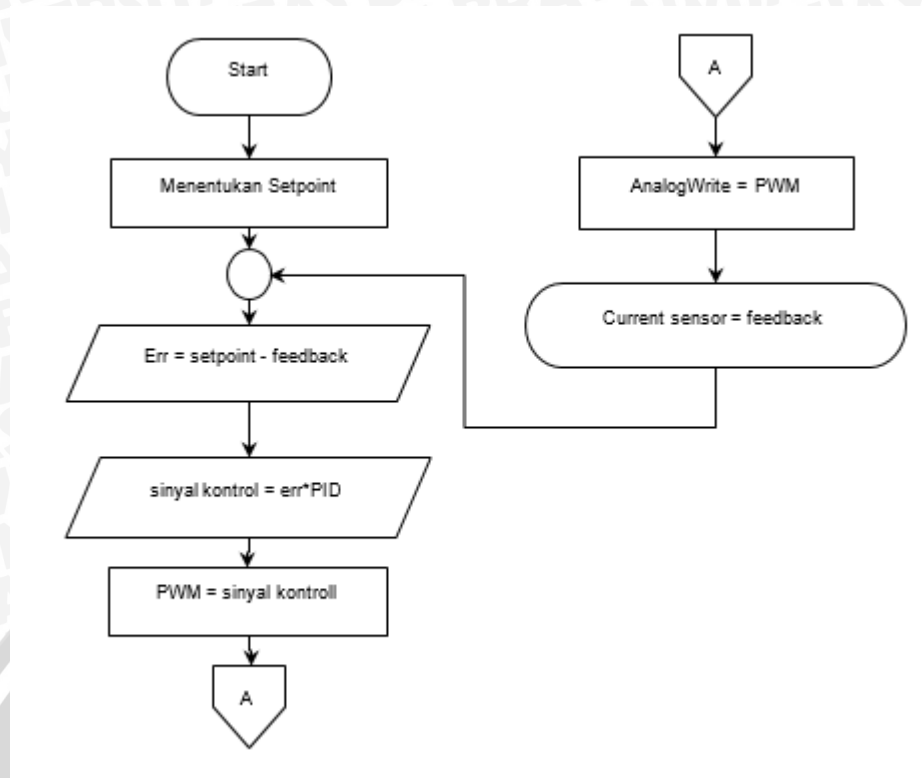 Start
Menentukan Setpoint
Err = setpoint - feedback
sinyal kontrol = err*PID
PWM = sinyal kontroll
A
A
AnalogWrite = PWM
Current sensor = feedback